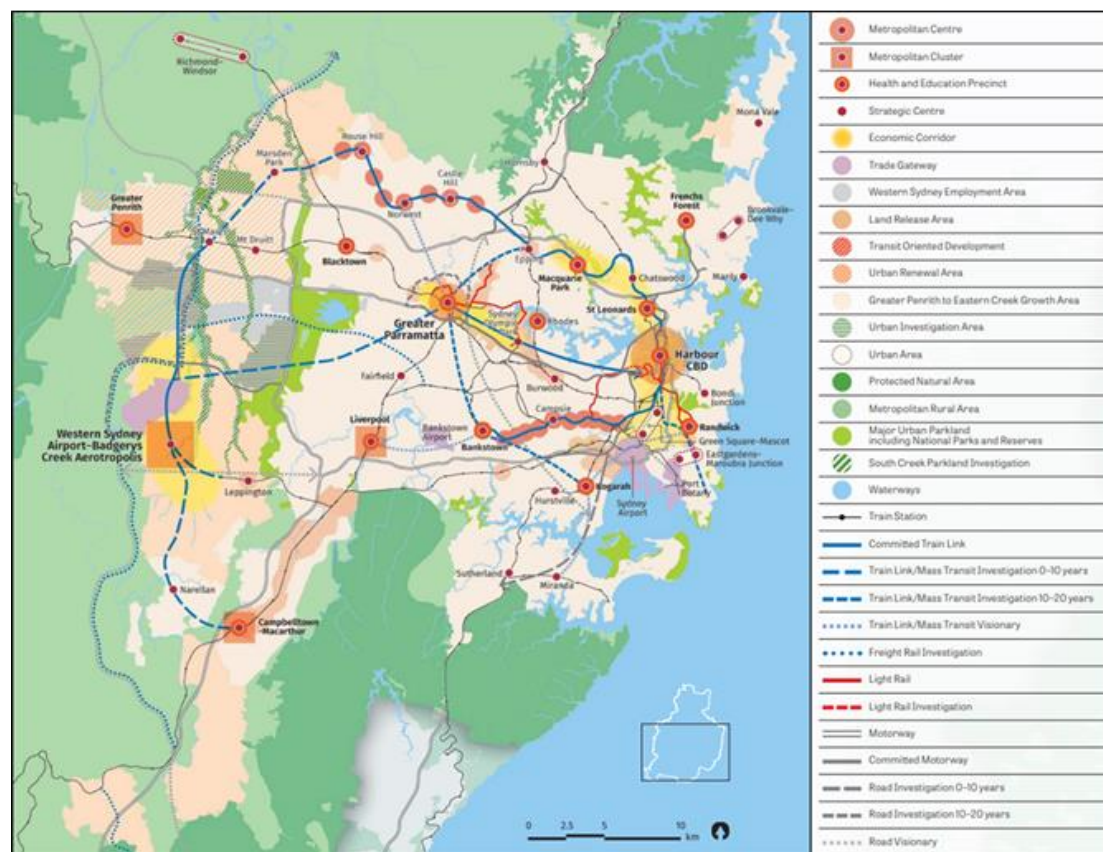 Richmond-
Windsor
Mona Vale
Rouse Hill
Marsden
Park
Hornsby
Castle
Hill
Norwest
Frenchs
Forest
Brookvale-
Dee Why
Greater
Penrith
St Marys
Mt Druitt
Blacktown
Epping
Macquarie
Park
Chatswood
Manly
St Leonards
Greater
Parramatta
Sydney
Olympic
Park
Rhodes
Harbour
CBD
Fairfield
Burwood
Bondi
Junction
Liverpool
Campsie
Bankstown
Airport
Bankstown
Randwick
Green Square-Mascot
Eastgardens-
Maroubra Junction
Western Sydney
Airport-Badgerys
Creek Aerotropolis
Leppington
Kogarah
Hurstville
Sydney
Airport
Port
Botany
Sutherland
Miranda
Narellan
Campbelltown
-Macarthur
0 2.5 5 10
km
Metropolitan Centre
Metropolitan Cluster
Health and Education Precinct
Strategic Centre
Economic Corridor
Trade Gateway
Western Sydney Employment Area
Land Release Area
Transit Oriented Development
Urban Renewal Area
Greater Penrith to Eastern Creek Growth Area
Urban Investigation Area
Urban Area
Protected Natural Area
Metropolitan Rural Area
Major Urban Parkland
including National Parks and Reserves
South Creek Parkland Investigation
Waterways
Train Station
Committed Train Link
Train Link/Mass Transit Investigation 0-10 years
Train Link/Mass Transit Investigation 10-20 years
Train Link/Mass Transit Visionary
Freight Rail Investigation
Light Rail
Light Rail Investigation
Motorway
Committed Motorway
Road Investigation 0-10 years
Road Investigation 10-20 years
Road Visionary